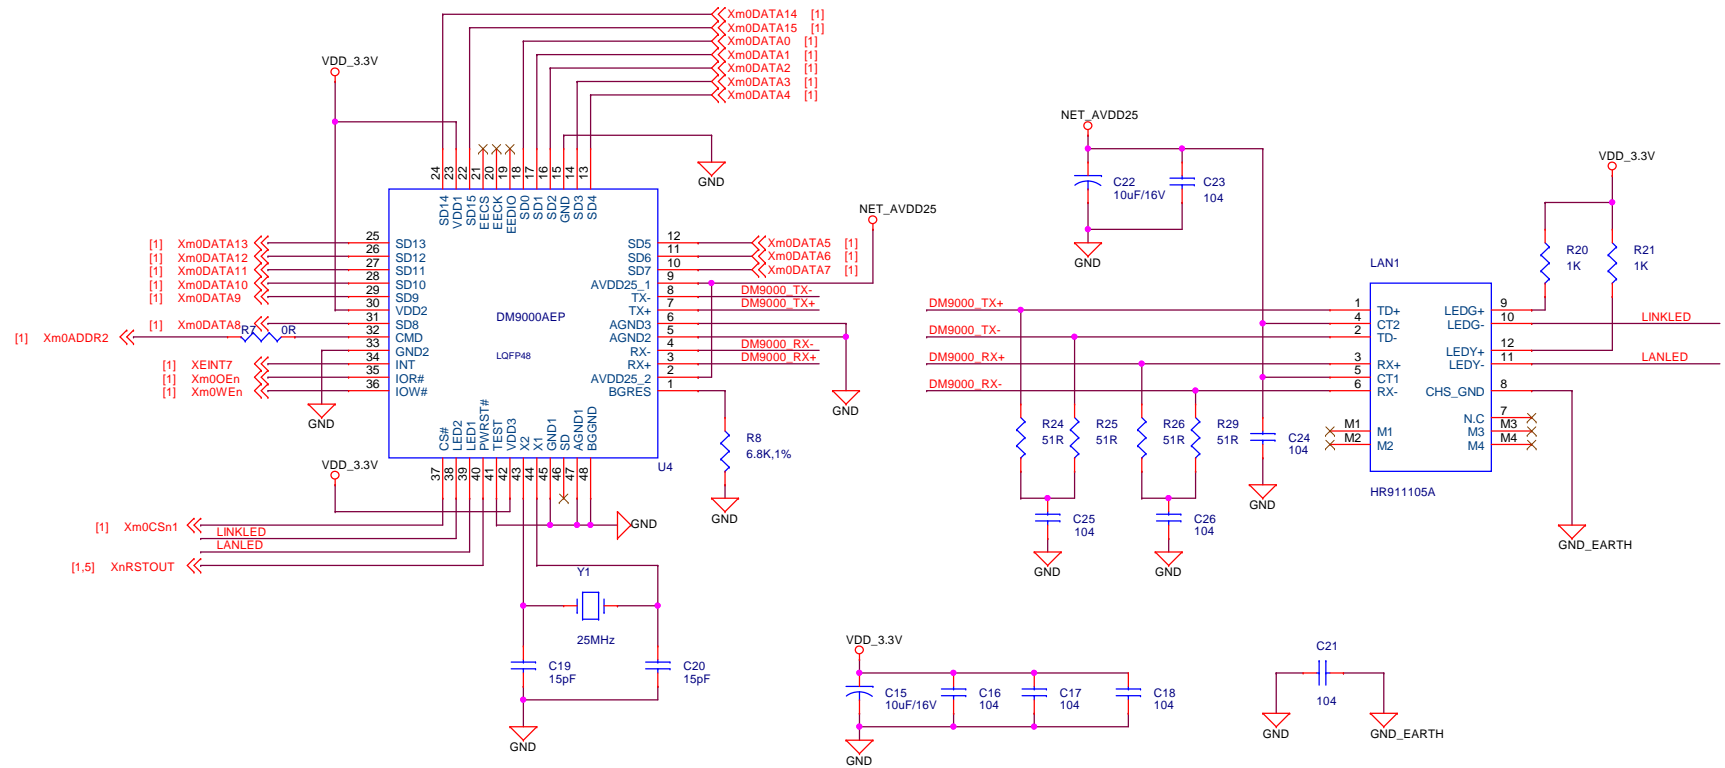 Xm0DATA14 [1]
Xm0DATA15 [1]
Xm0DATA0 [1]
Xm0DATA1 [1]
Xm0DATA2 [1]
Xm0DATA3 [1]
Xm0DATA4 [1]
VDD_3.3V
GND
24 23 22 21 20 19 18 17 16 15 14 13
SD14 VDD1 SD15 EECS EECK EEDIO SD0 SD1 SD2 GND SD3 SD4
[1] Xm0DATA13 25 SD13
[1] Xm0DATA12 26 SD12
[1] Xm0DATA11 27 SD11
[1] Xm0DATA10 28 SD10
[1] Xm0DATA9 29 SD9
30 VDD2
[1] Xm0DATA8 31 SD8
[1] Xm0ADDR2 R7 0R 32 CMD
33 GND2
[1] XEINT7 34 INT
[1] Xm0OEn 35 IOR#
[1] Xm0WEn 36 IOW#
GND
DM9000AEP
LQFP48
NET_AVDD25
SD5 12 Xm0DATA5 [1]
SD6 11 Xm0DATA6 [1]
SD7 10 Xm0DATA7 [1]
AVDD25_1 9
TX- 8 DM9000_TX-
TX+ 7 DM9000_TX+
AGND3 6
AGND2 5
RX- 4 DM9000_RX-
RX+ 3 DM9000_RX+
AVDD25_2 2
BGRES 1
GND
R8
6.8K,1%
GND
U4
CS# LED2 LED1 PWRST# TEST VDD3 X2 X1 GND1 SD AGND1 BGGND
37 38 39 40 41 42 43 44 45 46 47 48
VDD_3.3V
[1] Xm0CSn1
LINKLED
LANLED
[1,5] XnRSTOUT
GND
Y1
25MHz
C19
15pF
C20
15pF
GND
NET_AVDD25
C22
10uF/16V
C23
104
GND
VDD_3.3V
R20
1K
R21
1K
LAN1
DM9000_TX+ 1 TD+
4 CT2
DM9000_TX- 2 TD-
DM9000_RX+ 3 RX+
5 CT1
DM9000_RX- 6 RX-
M1 M1
M2 M2
LEDG+ 9
LEDG- 10 LINKLED
LEDY+ 12
LEDY- 11 LANLED
CHS_GND 8
N.C 7
M3 M3
M4 M4
HR911105A
GND_EARTH
R24
51R
R25
51R
R26
51R
R29
51R
C24
104
GND
C25
104
GND
C26
104
GND
VDD_3.3V
C15
10uF/16V
C16
104
C17
104
C18
104
GND
C21
104
GND
GND_EARTH